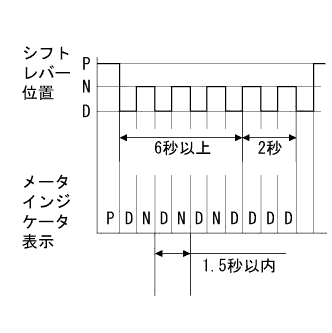 シフト
レバー
位置
P
N
D
6秒以上
2秒
メータ
インジ
ケータ
表示
P D N D N D N D D D D
1.5秒以内